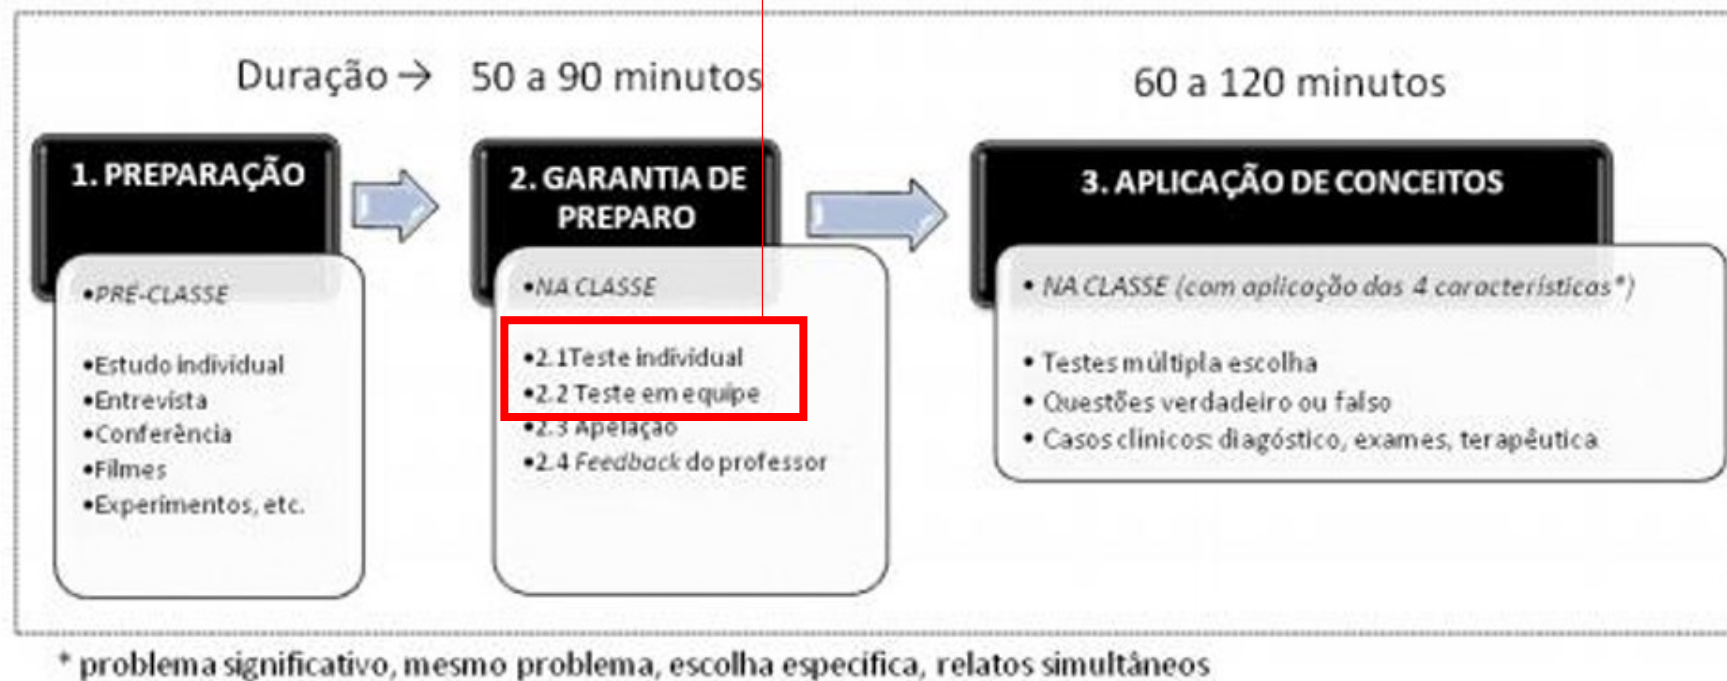 Duração → 50 a 90 minutos
60 a 120 minutos
1. PREPARAÇÃO
•PRÉ-CLASSE
•Estudo individual
•Entrevista
•Conferência
•Filmes
•Experimentos, etc.
2. GARANTIA DE
PREPARO
•NA CLASSE
•2.1Teste individual
•2.2 Teste em equipe
•2.3 Apelação
•2.4 Feedback do professor
3. APLICAÇÃO DE CONCEITOS
• NA CLASSE (com aplicação das 4 características*)
• Testes múltipla escolha
• Questões verdadeiro ou falso
• Casos clínicos: diagóstico, exames, terapêutica
* problema significativo, mesmo problema, escolha específica, relatos simultâneos